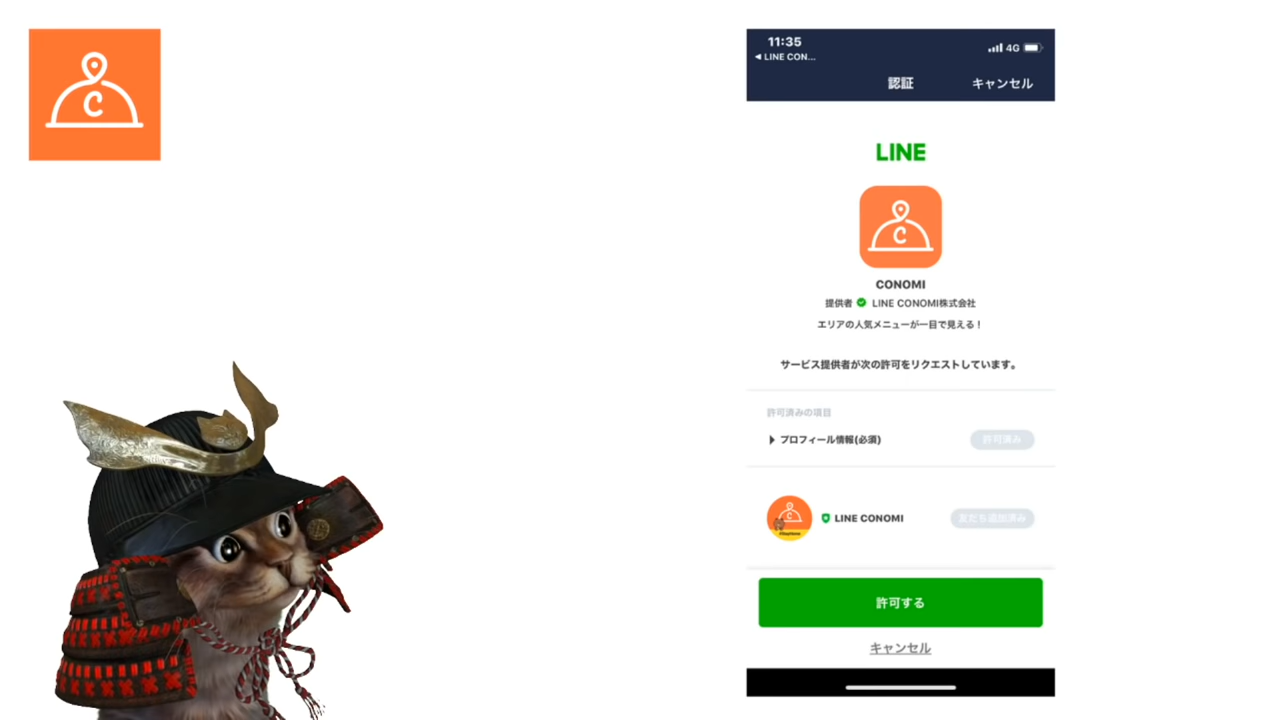 C
11:35
4G
◀ LINE CON...
認証
キャンセル
LINE
C
CONOMI
提供者 LINE CONOMI株式会社
エリアの人気メニューが一目で見える！
サービス提供者が次の許可をリクエストしています。
許可済みの項目
▶ プロフィール情報(必須)
許可済み
C
LINE CONOMI
友だち追加済み
許可する
キャンセル